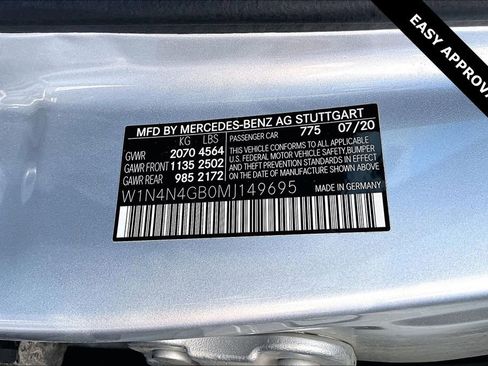 EASY APPROVA
MFD BY MERCEDES-BENZ AG STUTTGART
KG LBS PASSENGER CAR 775 07/20
GVWR 2070 4564
GAWR FRONT 1135 2502
GAWR REAR 985 2172
THIS VEHICLE CONFORMS TO ALL APPLICABLE
U.S. FEDERAL MOTOR VEHICLE SAFETY, BUMPER
AND THEFT PREVENTION STANDARDS IN EFFECT
ON THE DATE OF MANUFACTURE SHOWN ABOVE.
W1N4N4GB0MJ149695
MADE IN GERMANY